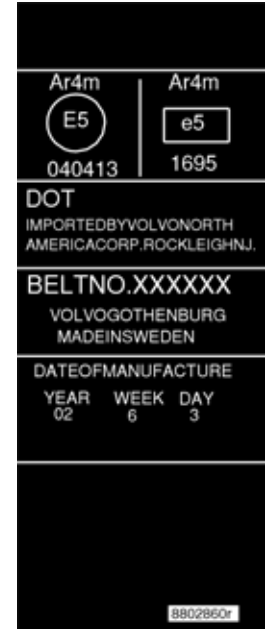 Ar4m Ar4m
E5 e5
040413 1695
DOT
IMPORTEDBYVOLVONORTH
AMERICACORP.ROCKLEIGHNJ.
BELTNO.XXXXXX
VOLVOGOTHENBURG
MADEINSWEDEN
DATEOFMANUFACTURE
YEAR WEEK DAY
02 6 3
8802860r